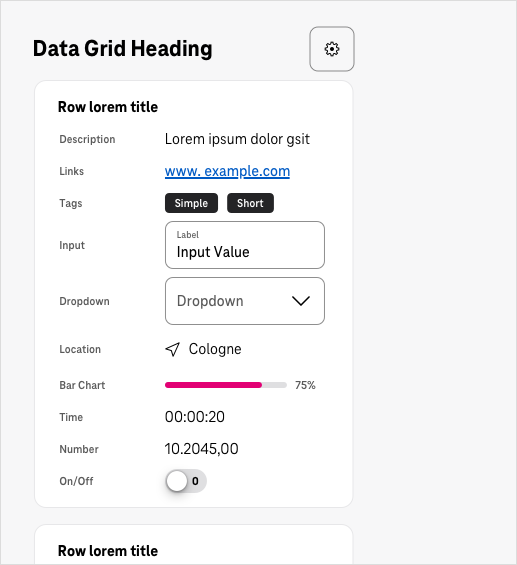 Data Grid Heading
Row lorem title
Description Lorem ipsum dolor gsit
Links www. example.com
Tags Simple Short
Input Label
Input Value
Dropdown Dropdown
Location Cologne
Bar Chart 75%
Time 00:00:20
Number 10.2045,00
On/Off 0
Row lorem title